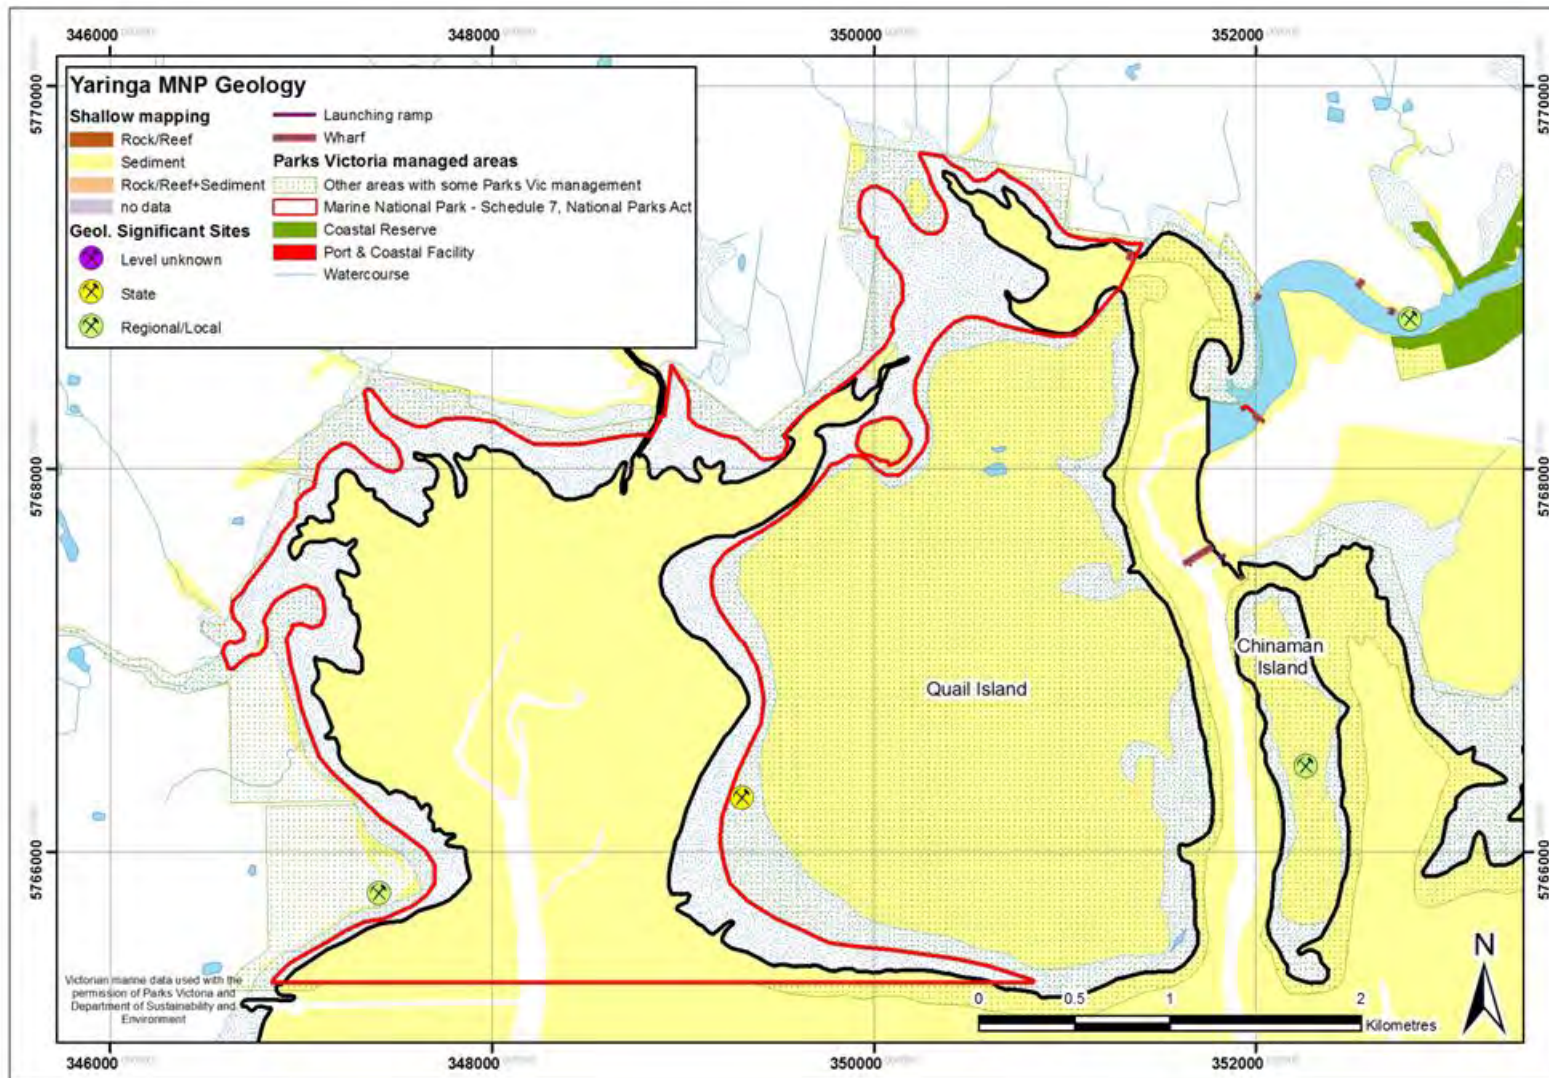 346000
348000
350000
352000
5770000
5770000
Yaringa MNP Geology
Shallow mapping
Rock/Reef
Sediment
Rock/Reef+Sediment
no data
Geol. Significant Sites
Level unknown
State
Regional/Local
Launching ramp
Wharf
Parks Victoria managed areas
Other areas with some Parks Vic management
Marine National Park - Schedule 7, National Parks Act
Coastal Reserve
Port & Coastal Facility
Watercourse
5768000
5768000
Chinaman
Island
Quail Island
5766000
5766000
Victorian marine data used with the
permission of Parks Victoria and
Department of Sustainability and
Environment
N
0 0.5 1 2
Kilometres
346000
348000
350000
352000